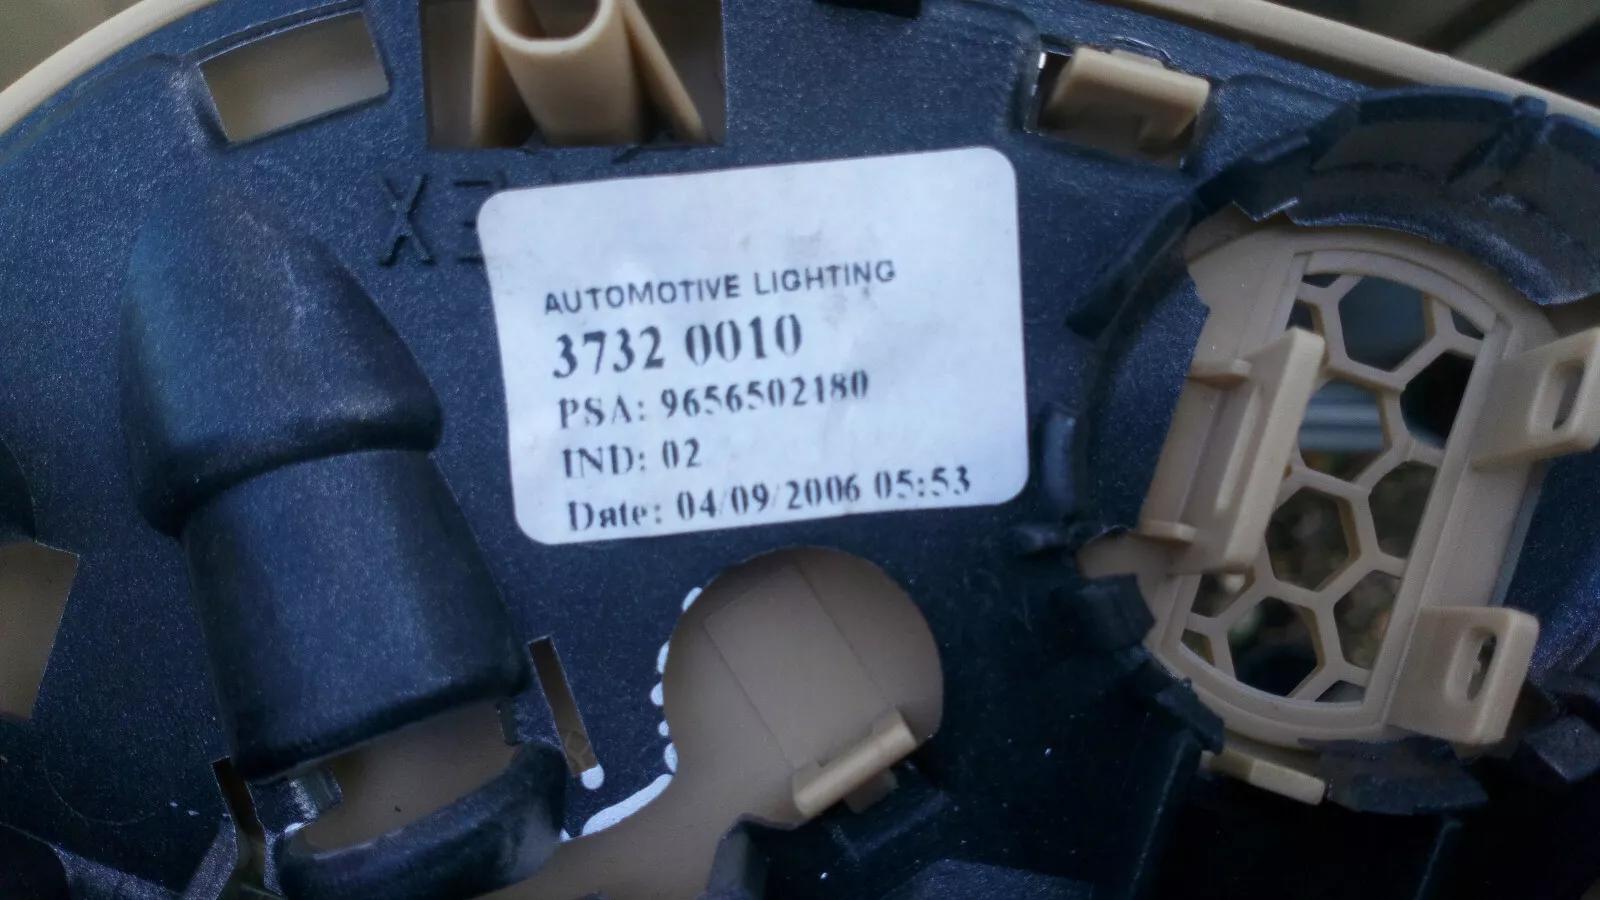 AUTOMOTIVE LIGHTING
3732 0010
PSA: 9656502180
IND: 02
Date: 04/09/2006 05:53